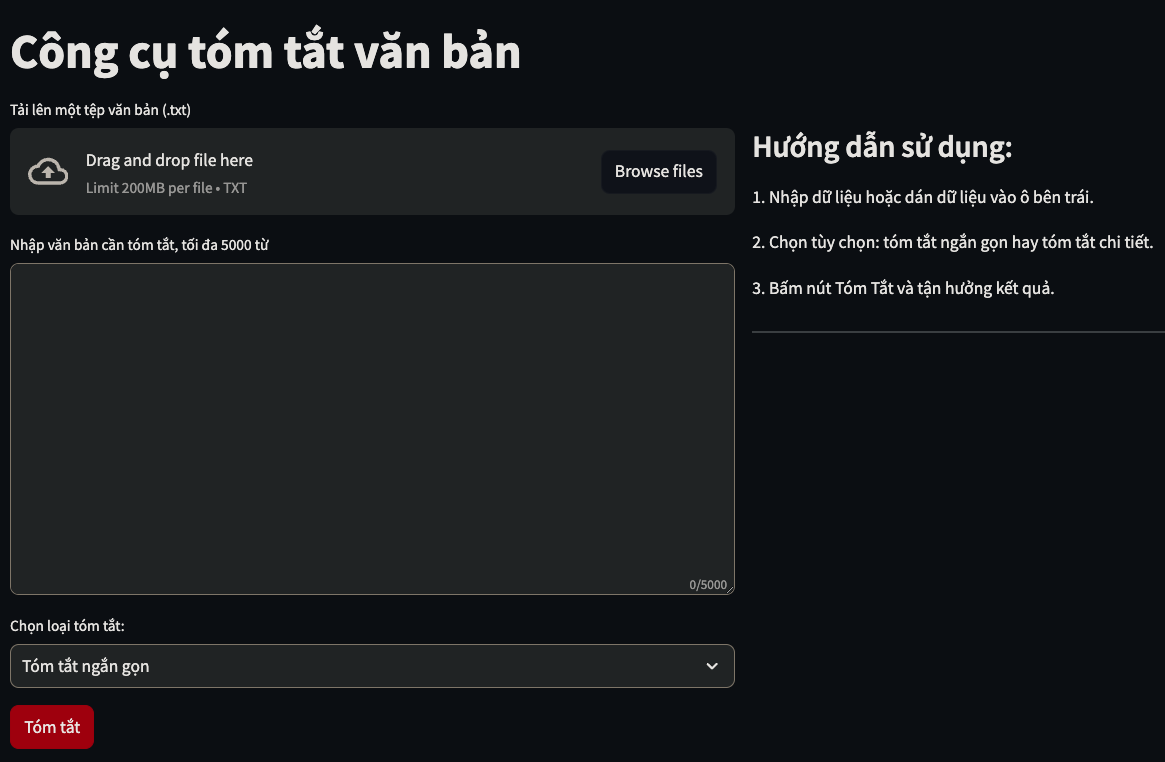 Công cụ tóm tắt văn bản
Tải lên một tệp văn bản (.txt)
Drag and drop file here
Limit 200MB per file • TXT
Browse files
Nhập văn bản cần tóm tắt, tối đa 5000 từ
0/5000
Chọn loại tóm tắt:
Tóm tắt ngắn gọn
Tóm tắt
Hướng dẫn sử dụng:
1. Nhập dữ liệu hoặc dán dữ liệu vào ô bên trái.
2. Chọn tùy chọn: tóm tắt ngắn gọn hay tóm tắt chi tiết.
3. Bấm nút Tóm Tắt và tận hưởng kết quả.